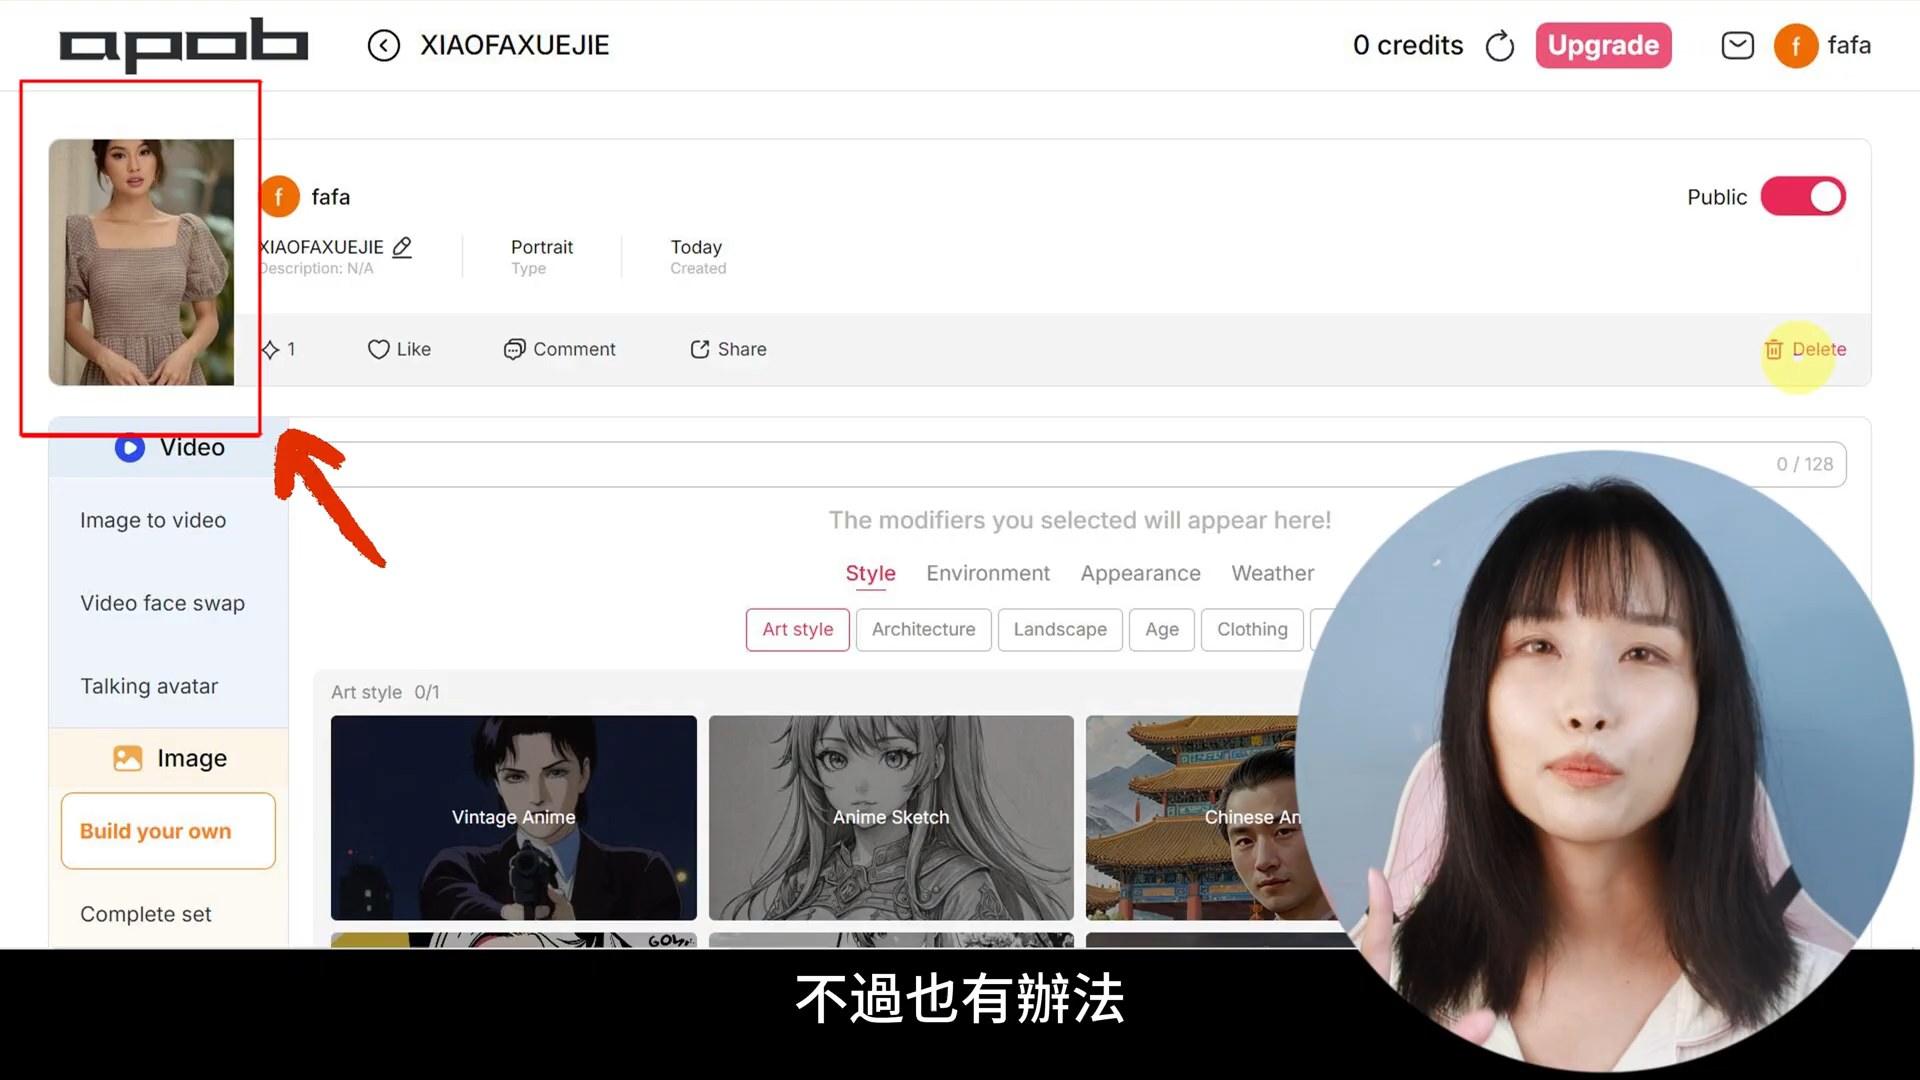 apob
XIAOFAXUEJIE
0 credits
Upgrade
f
fafa
f
fafa
Public
XIAOFAXUEJIE
Description: N/A
Portrait
Type
Today
Created
1
Like
Comment
Share
Delete
Video
0 / 128
Image to video
The modifiers you selected will appear here!
Style
Environment
Appearance
Weather
Video face swap
Art style
Architecture
Landscape
Age
Clothing
Talking avatar
Art style 0/1
Image
Vintage Anime
Anime Sketch
Chinese An
Build your own
Complete set
不過也有辦法